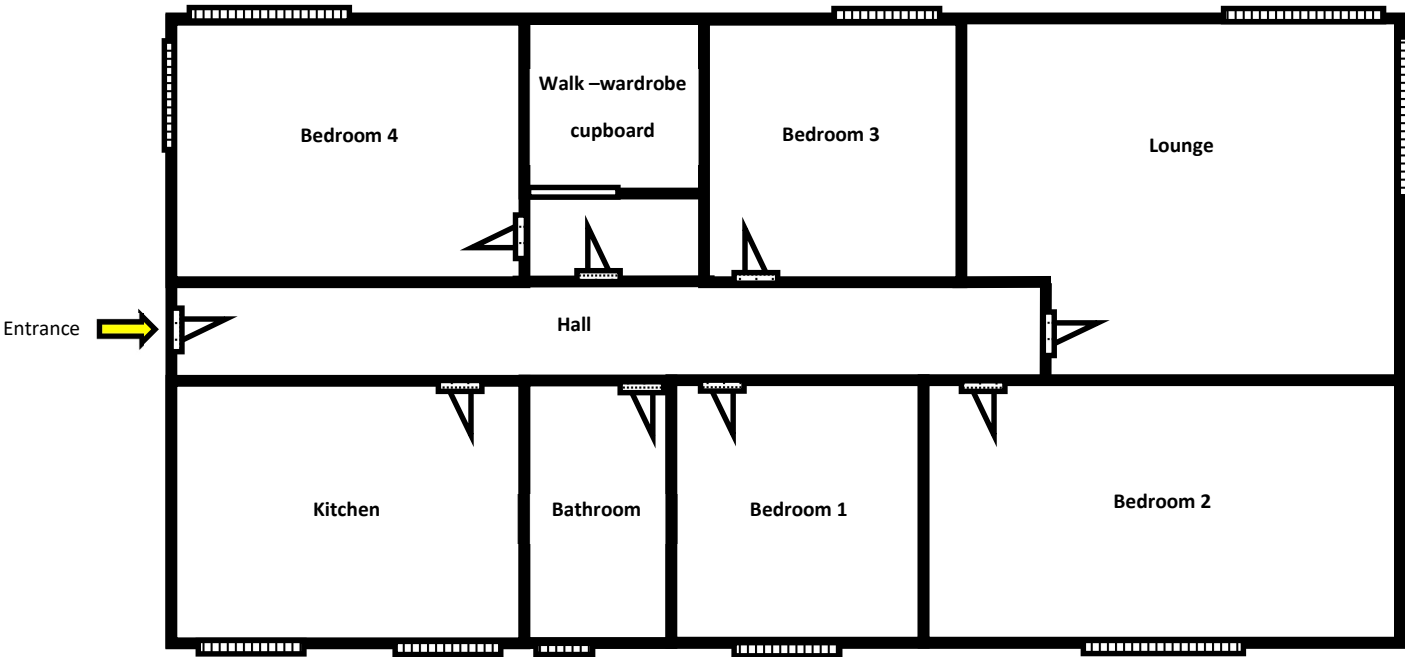 Walk –wardrobe
cupboard
Bedroom 4
Bedroom 3
Lounge
Entrance
Hall
Kitchen
Bathroom
Bedroom 1
Bedroom 2